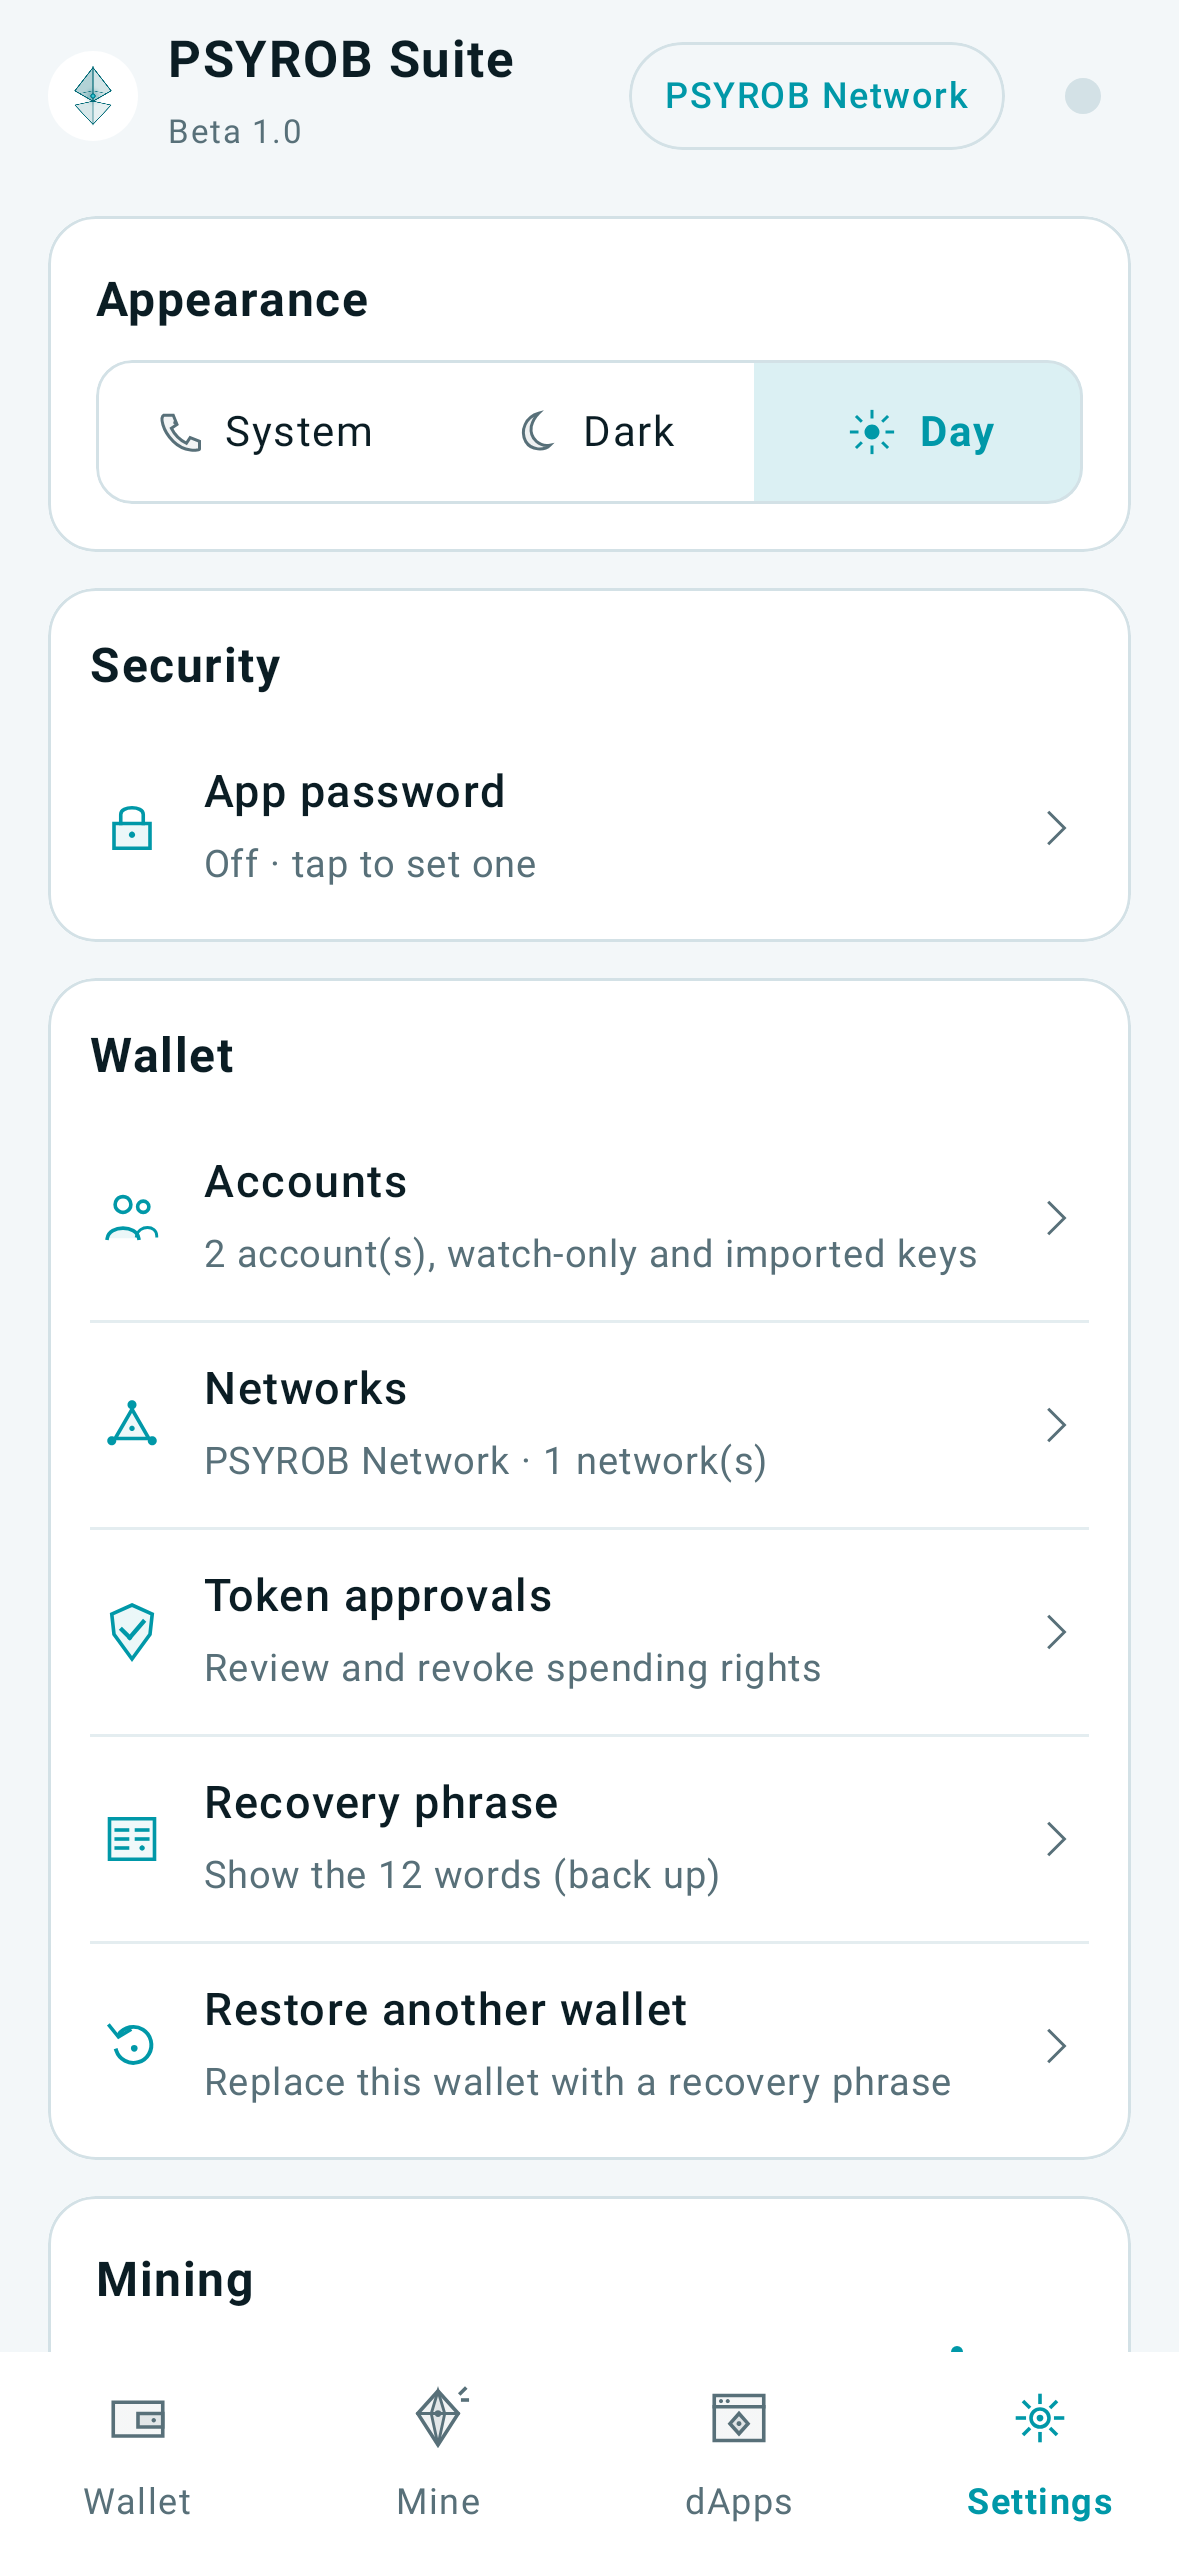 PSYROB Suite
Beta 1.0
PSYROB Network
Appearance
System
Dark
Day
Security
App password
Off · tap to set one
Wallet
Accounts
2 account(s), watch-only and imported keys
Networks
PSYROB Network · 1 network(s)
Token approvals
Review and revoke spending rights
Recovery phrase
Show the 12 words (back up)
Restore another wallet
Replace this wallet with a recovery phrase
Mining
Wallet
Mine
dApps
Settings